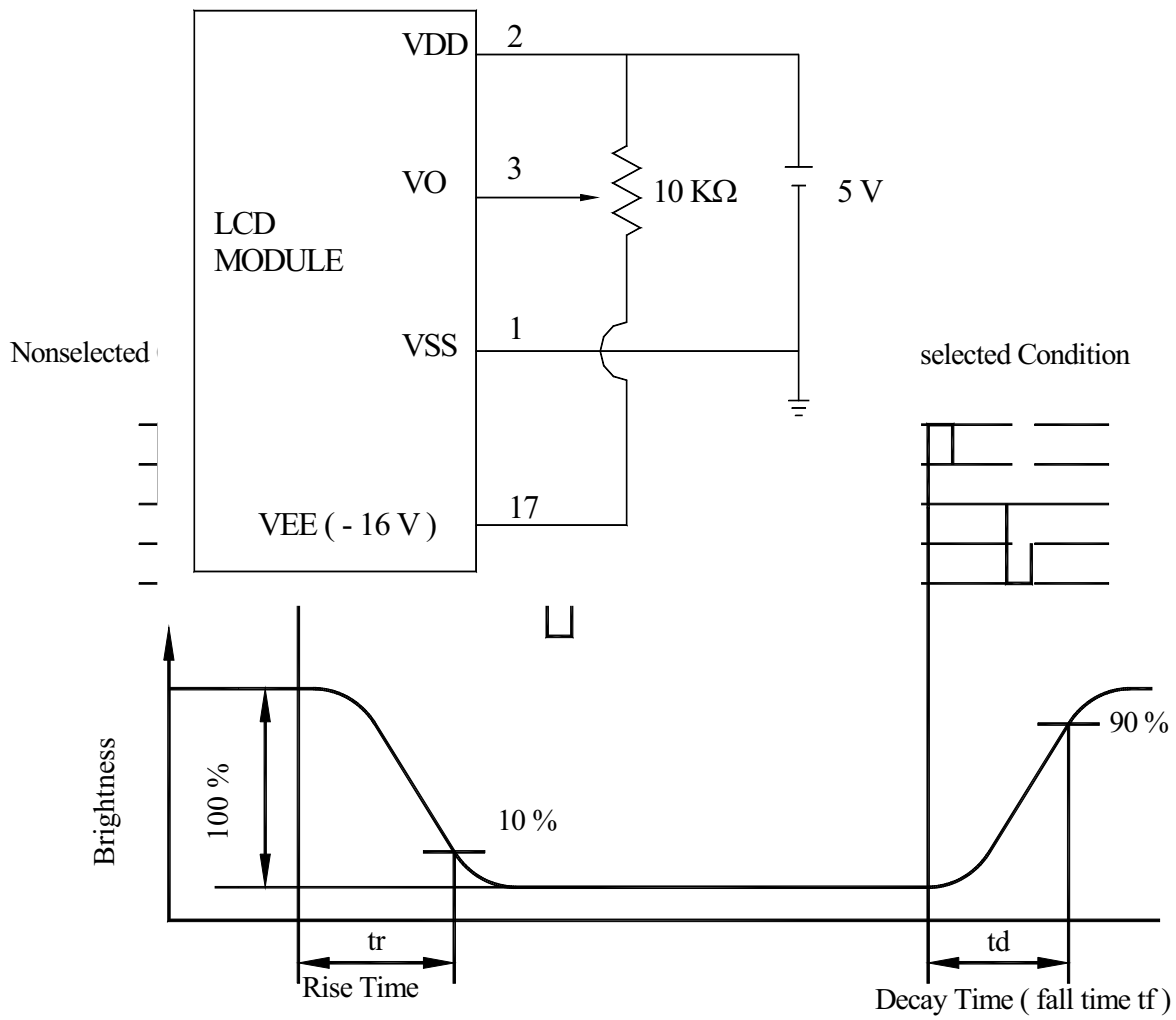 VDD
2
VO
3
10 KΩ
5 V
LCD
MODULE
VSS
1
Nonselected
selected Condition
VEE ( - 16 V )
17
Brightness
100 %
10 %
90 %
tr
Rise Time
td
Decay Time ( fall time tf )